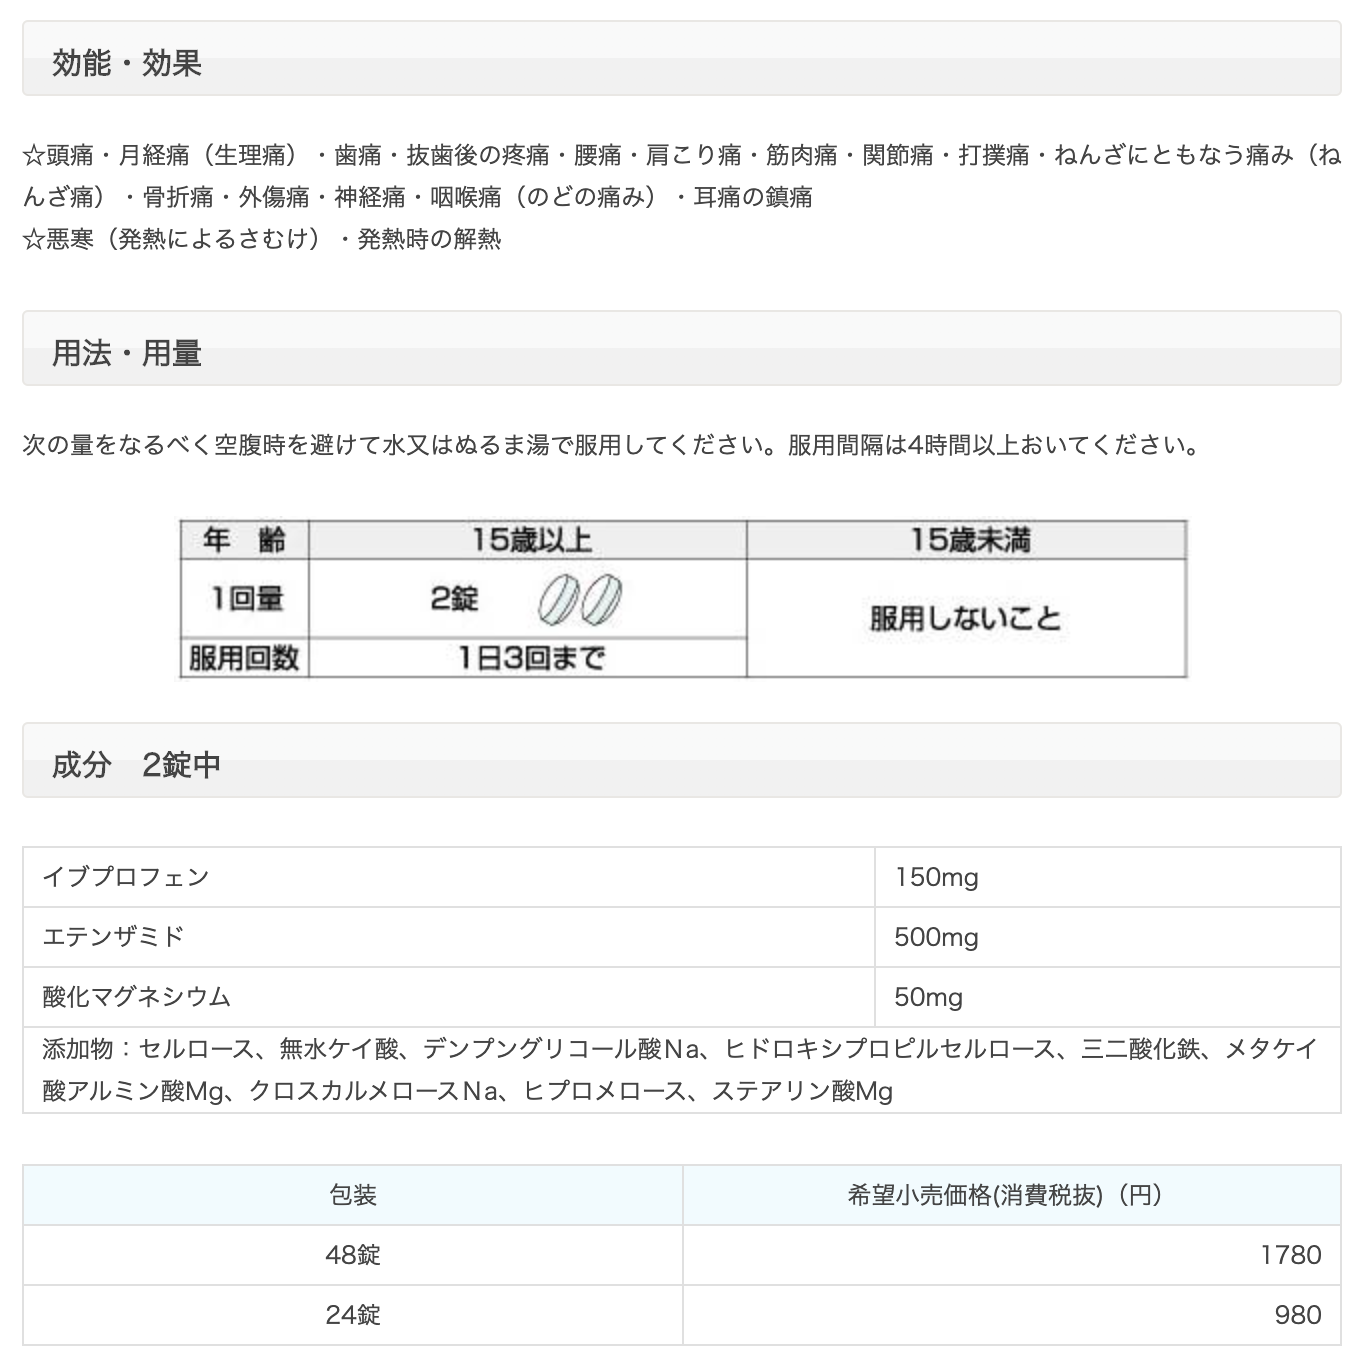 効能・効果
☆頭痛・月経痛（生理痛）・歯痛・抜歯後の疼痛・腰痛・肩こり痛・筋肉痛・関節痛・打撲痛・ねんざにともなう痛み（ね
んざ痛）・骨折痛・外傷痛・神経痛・咽喉痛（のどの痛み）・耳痛の鎮痛
☆悪寒（発熱によるさむけ）・発熱時の解熱
用法・用量
次の量をなるべく空腹時を避けて水又はぬるま湯で服用してください。服用間隔は4時間以上おいてください。
年　齢 15歳以上 15歳未満
1回量 2錠 服用しないこと
服用回数 1日3回まで
成分　2錠中
イブプロフェン 150mg
エテンザミド 500mg
酸化マグネシウム 50mg
添加物：セルロース、無水ケイ酸、デンプングリコール酸Ｎa、ヒドロキシプロピルセルロース、三二酸化鉄、メタケイ
酸アルミン酸Mg、クロスカルメロースＮa、ヒプロメロース、ステアリン酸Mg
包装 希望小売価格(消費税抜)（円）
48錠 1780
24錠 980